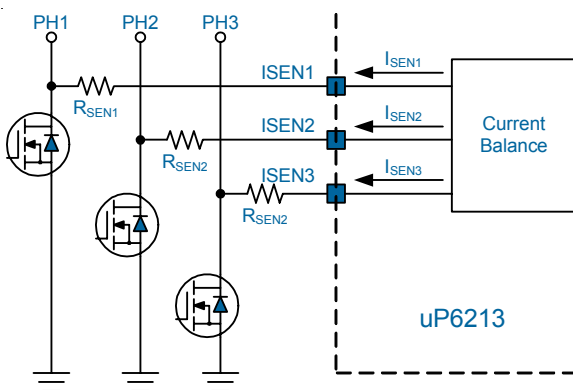 PH1 PH2 PH3
ISEN1 ISEN1
RSEN1
ISEN2 ISEN2
Current
Balance
RSEN2
ISEN3 ISEN3
RSEN2
uP6213